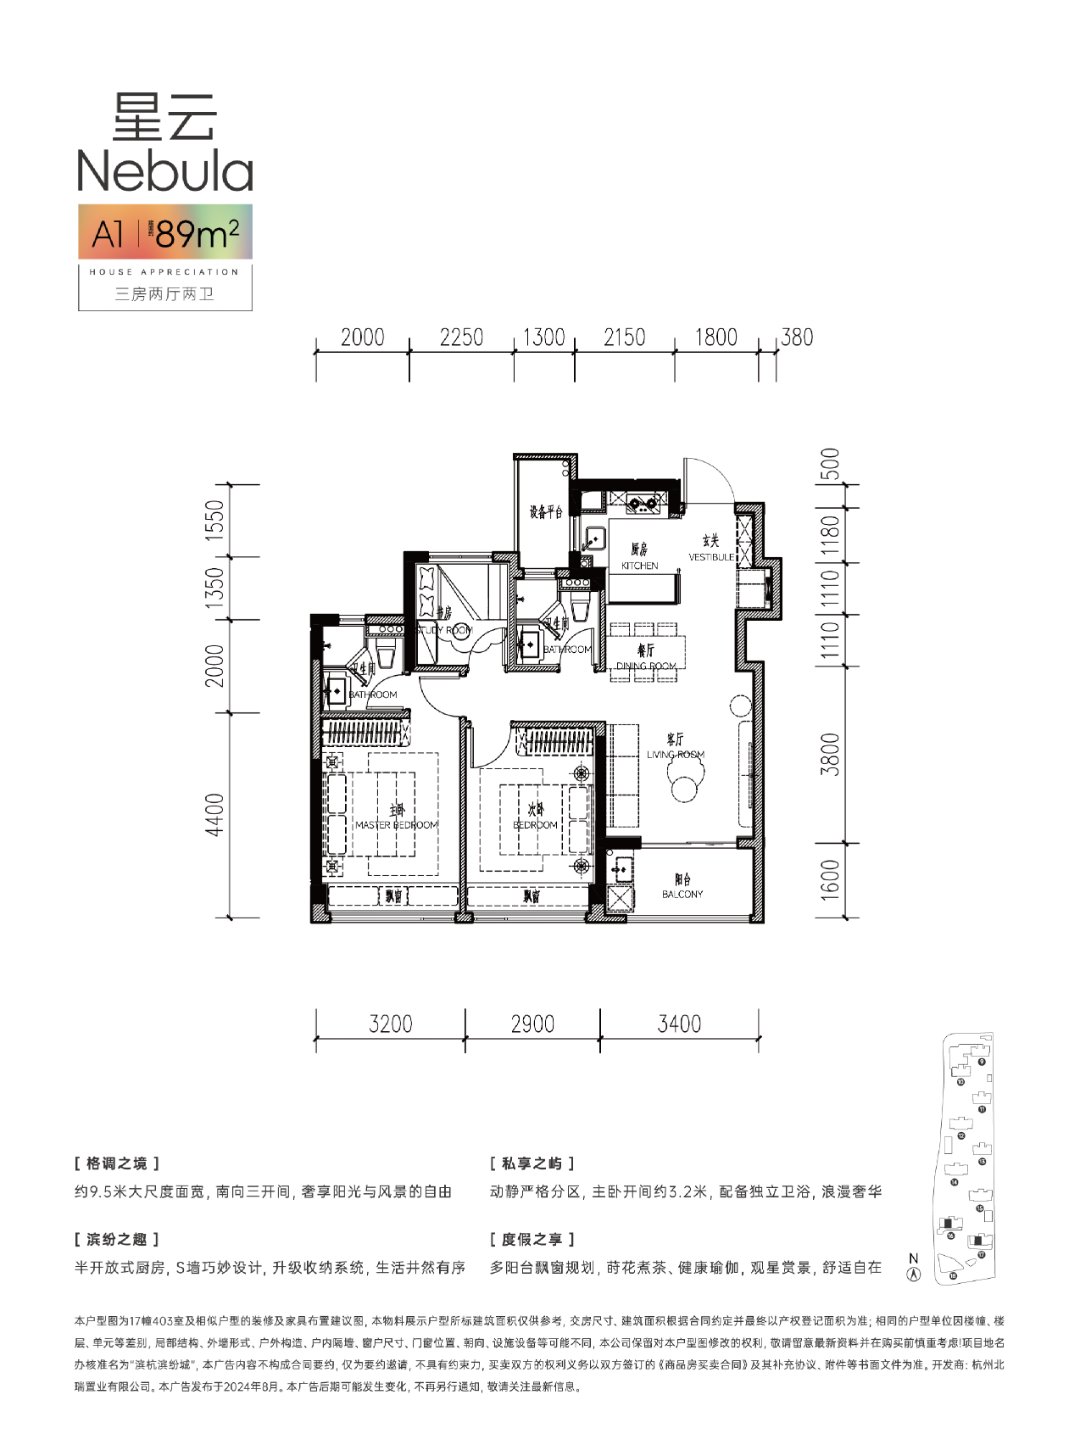 星云
Nebula
A1 89m²
HOUSE APPRECIATION
三房两厅两卫
2000 2250 1300 2150 1800 380
500
1550 1180
设备平台
厨房 玄关
KITCHEN VESTIBULE
1350 1110
书房
STUDY ROOM
卫生间
BATHROOM
餐厅
DINING ROOM
1110
2000
卫生间
BATHROOM
客厅
LIVING ROOM
3800
4400
主卧
MASTER BEDROOM
次卧
BEDROOM
阳台
BALCONY
1600
飘窗 飘窗
3200 2900 3400
9
10
11
12
13
14
15
16
17
18
N
[ 格调之境 ]
约9.5米大尺度面宽, 南向三开间, 奢享阳光与风景的自由
[ 私享之屿 ]
动静严格分区, 主卧开间约3.2米, 配备独立卫浴, 浪漫奢华
[ 滨纷之趣 ]
半开放式厨房, S墙巧妙设计, 升级收纳系统, 生活井然有序
[ 度假之享 ]
多阳台飘窗规划, 莳花煮茶、健康瑜伽, 观星赏景, 舒适自在
本户型图为17幢403室及相似户型的装修及家具布置建议图, 本物料展示户型所标建筑面积仅供参考, 交房尺寸、建筑面积根据合同约定并最终以产权登记面积为准; 相同的户型单位因楼幢、楼
层、单元等差别, 局部结构、外墙形式、户外构造、户内隔墙、窗户尺寸、门窗位置、朝向、设施设备等可能不同, 本公司保留对本户型图修改的权利, 敬请留意最新资料并在购买前慎重考虑!项目地名
办核准名为“滨杭滨纷城”, 本广告内容不构成合同要约, 仅为要约邀请, 不具有约束力, 买卖双方的权利义务以双方签订的《商品房买卖合同》及其补充协议、附件等书面文件为准。开发商: 杭州北
瑞置业有限公司。本广告发布于2024年8月。本广告后期可能发生变化, 不再另行通知, 敬请关注最新信息。